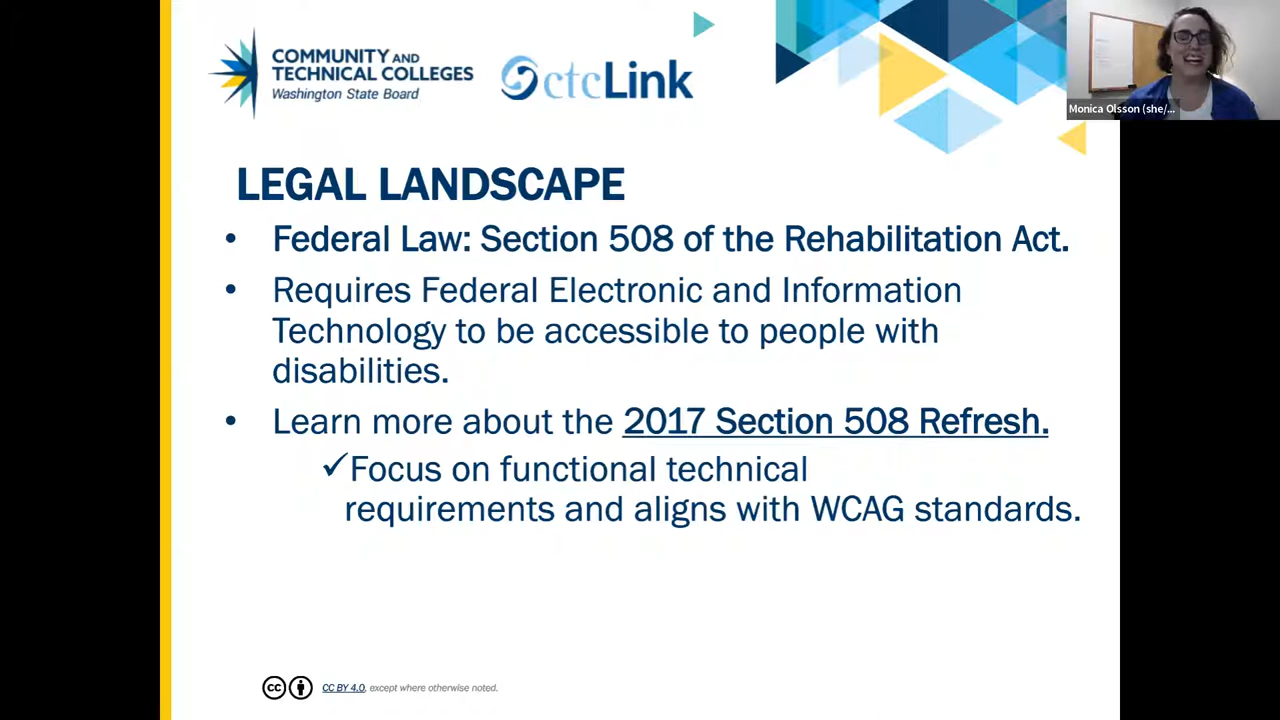 COMMUNITY AND
TECHNICAL COLLEGES
Washington State Board
ctcLink
Monica Olsson (she/...
LEGAL LANDSCAPE
• Federal Law: Section 508 of the Rehabilitation Act.
• Requires Federal Electronic and Information
Technology to be accessible to people with
disabilities.
• Learn more about the 2017 Section 508 Refresh.
✓Focus on functional technical
requirements and aligns with WCAG standards.
cc
CC BY 4.0, except where otherwise noted.